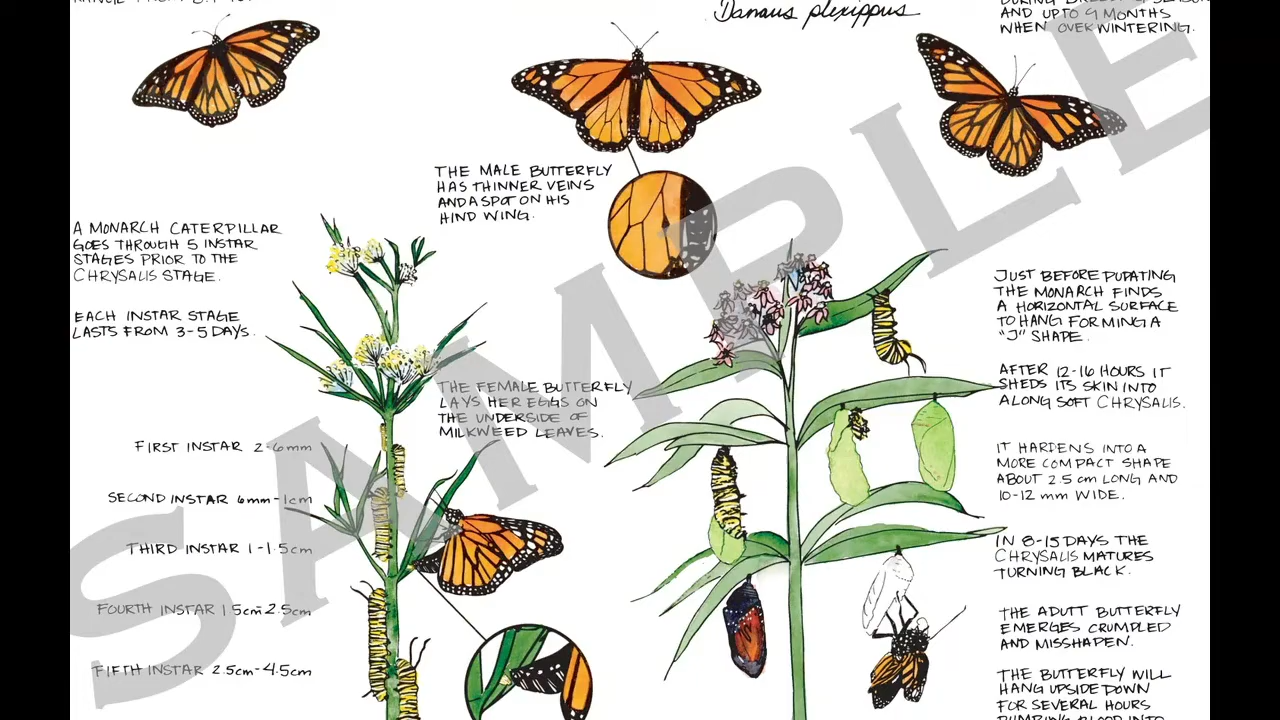 Danaus plexippus
AND UP TO 9 MONTHS
WHEN OVERWINTERING.
THE MALE BUTTERFLY
HAS THINNER VEINS
AND A SPOT ON HIS
HIND WING.
A MONARCH CATERPILLAR
GOES THROUGH 5 INSTAR
STAGES PRIOR TO THE
CHRYSALIS STAGE.
EACH INSTAR STAGE
LASTS FROM 3-5 DAYS.
THE FEMALE BUTTERFLY
LAYS HER EGGS ON
THE UNDERSIDE OF
MILKWEED LEAVES.
FIRST INSTAR 2-6mm
SECOND INSTAR 6mm-1cm
THIRD INSTAR 1-1.5cm
FOURTH INSTAR 1.5cm-2.5cm
FIFTH INSTAR 2.5cm-4.5cm
JUST BEFORE PUPATING
THE MONARCH FINDS
A HORIZONTAL SURFACE
TO HANG FORMING A
"J" SHAPE.
AFTER 12-16 HOURS IT
SHEDS ITS SKIN INTO
A LONG SOFT CHRYSALIS.
IT HARDENS INTO A
MORE COMPACT SHAPE
ABOUT 2.5 cm LONG AND
10-12 mm WIDE.
IN 8-15 DAYS THE
CHRYSALIS MATURES
TURNING BLACK.
THE ADUTT BUTTERFLY
EMERGES CRUMPLED
AND MISSHAPEN.
THE BUTTERFLY WILL
HANG UPSIDE DOWN
FOR SEVERAL HOURS
PUMPING BLOOD INTO
SAMPLE